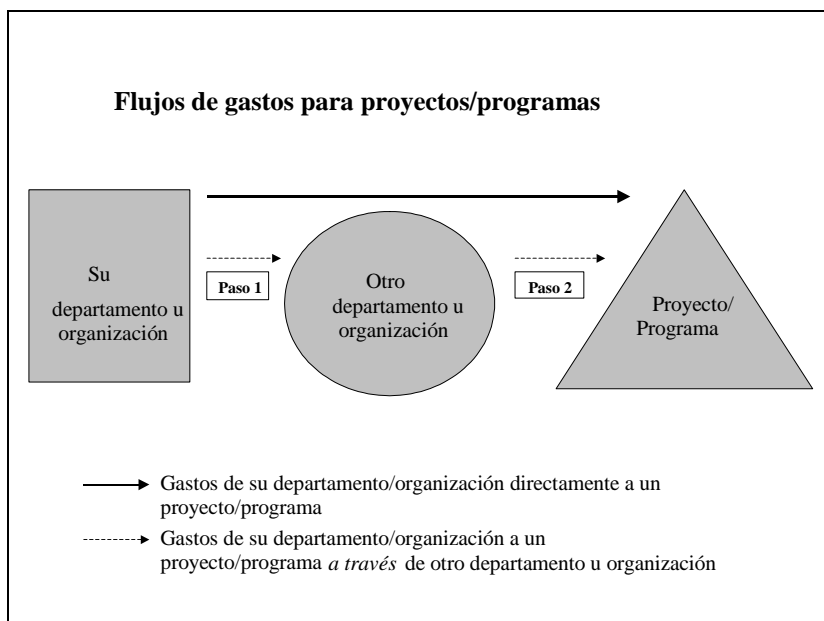 Flujos de gastos para proyectos/programas
Su
departamento u
organización
Paso 1
Otro
departamento u
organización
Paso 2
Proyecto/
Programa
Gastos de su departamento/organización directamente a un
proyecto/programa
Gastos de su departamento/organización a un
proyecto/programa a través de otro departamento u organización